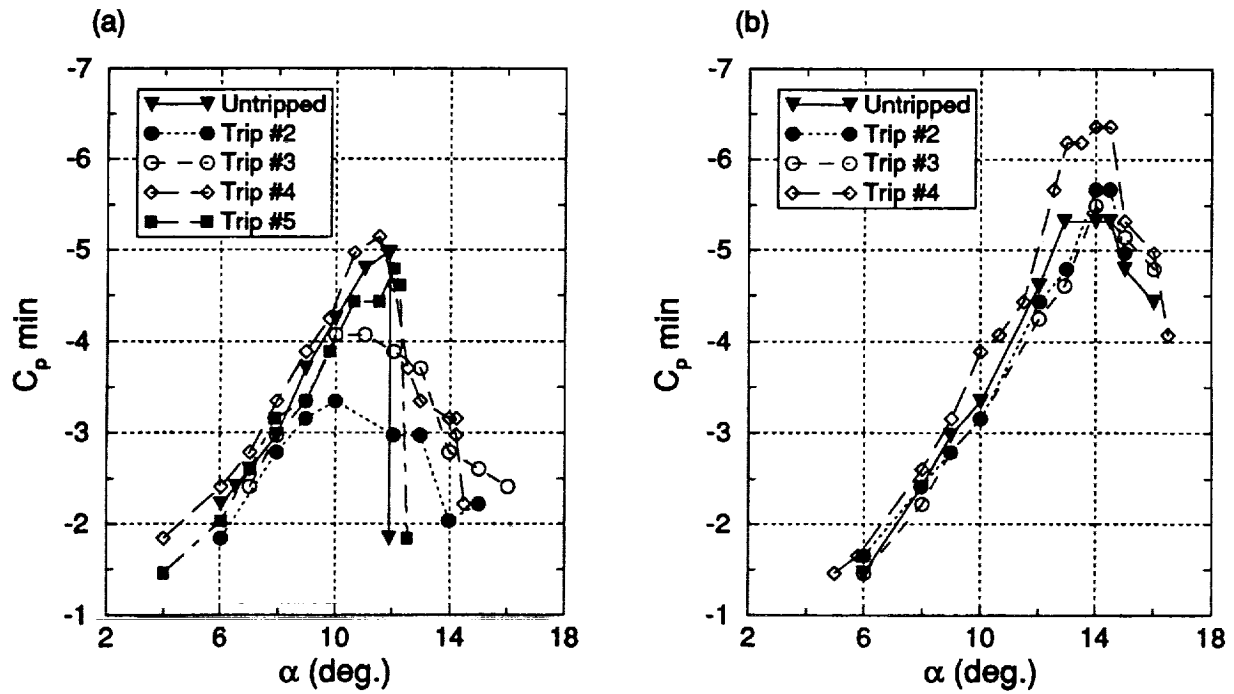 (a)
-7
-6
-5
-4
-3
-2
-1
Cp min
Untripped
Trip #2
Trip #3
Trip #4
Trip #5
2 6 10 14 18
α (deg.)
(b)
-7
-6
-5
-4
-3
-2
-1
Cp min
Untripped
Trip #2
Trip #3
Trip #4
2 6 10 14 18
α (deg.)